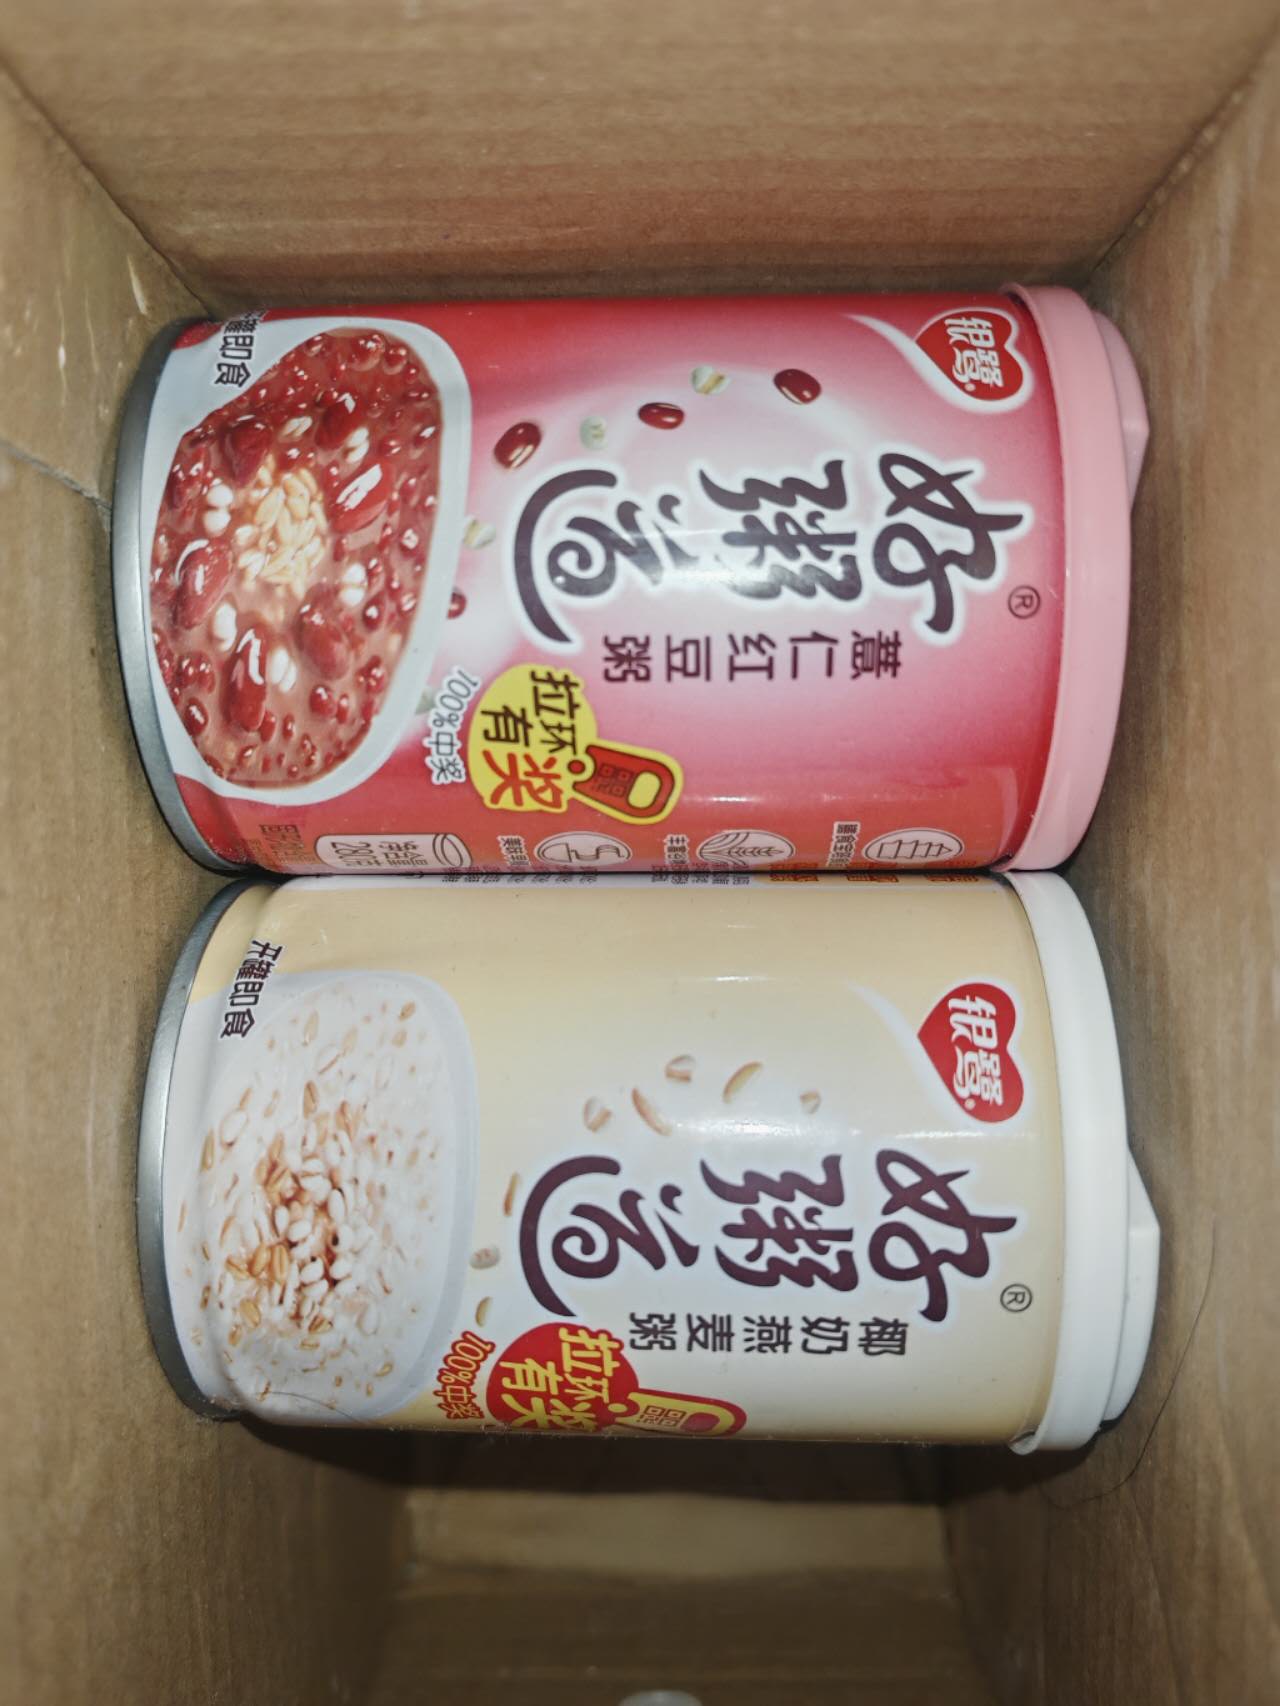 银鹭
好粥道
®
薏仁红豆粥
拉环
有奖
100%中奖
开罐即食
银鹭
好粥道
®
椰奶燕麦粥
拉环
有奖
100%中奖
开罐即食